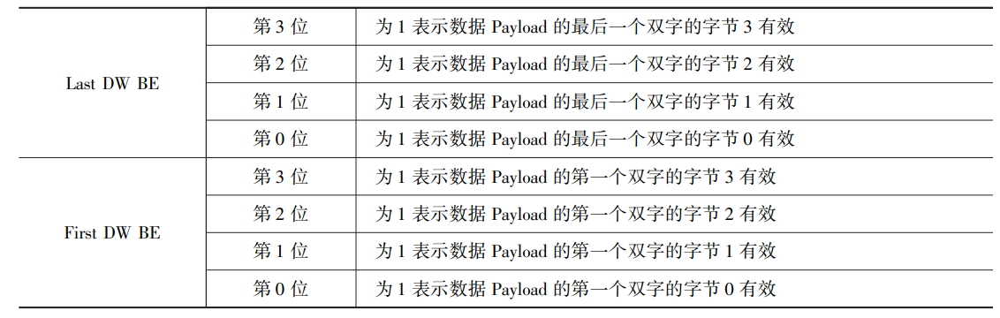 Last DW BE
第 3 位 为 1 表示数据 Payload 的最后一个双字的字节 3 有效
第 2 位 为 1 表示数据 Payload 的最后一个双字的字节 2 有效
第 1 位 为 1 表示数据 Payload 的最后一个双字的字节 1 有效
第 0 位 为 1 表示数据 Payload 的最后一个双字的字节 0 有效
First DW BE
第 3 位 为 1 表示数据 Payload 的第一个双字的字节 3 有效
第 2 位 为 1 表示数据 Payload 的第一个双字的字节 2 有效
第 1 位 为 1 表示数据 Payload 的第一个双字的字节 1 有效
第 0 位 为 1 表示数据 Payload 的第一个双字的字节 0 有效